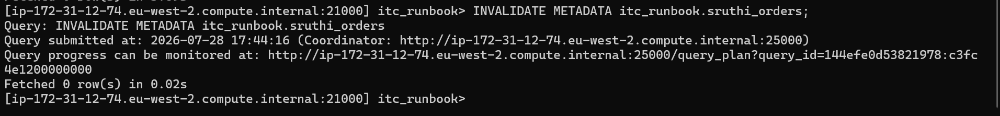 [ip-172-31-12-74.eu-west-2.compute.internal:21000] itc_runbook> INVALIDATE METADATA itc_runbook.sruthi_orders;
Query: INVALIDATE METADATA itc_runbook.sruthi_orders
Query submitted at: 2026-07-28 17:44:16 (Coordinator: http://ip-172-31-12-74.eu-west-2.compute.internal:25000)
Query progress can be monitored at: http://ip-172-31-12-74.eu-west-2.compute.internal:25000/query_plan?query_id=144efe0d53821978:c3fc
4e1200000000
Fetched 0 row(s) in 0.02s
[ip-172-31-12-74.eu-west-2.compute.internal:21000] itc_runbook>